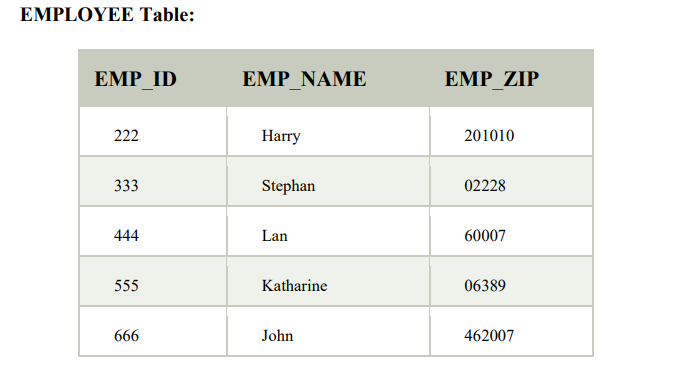 EMPLOYEE Table:
EMP_ID EMP_NAME EMP_ZIP
222 Harry 201010
333 Stephan 02228
444 Lan 60007
555 Katharine 06389
666 John 462007